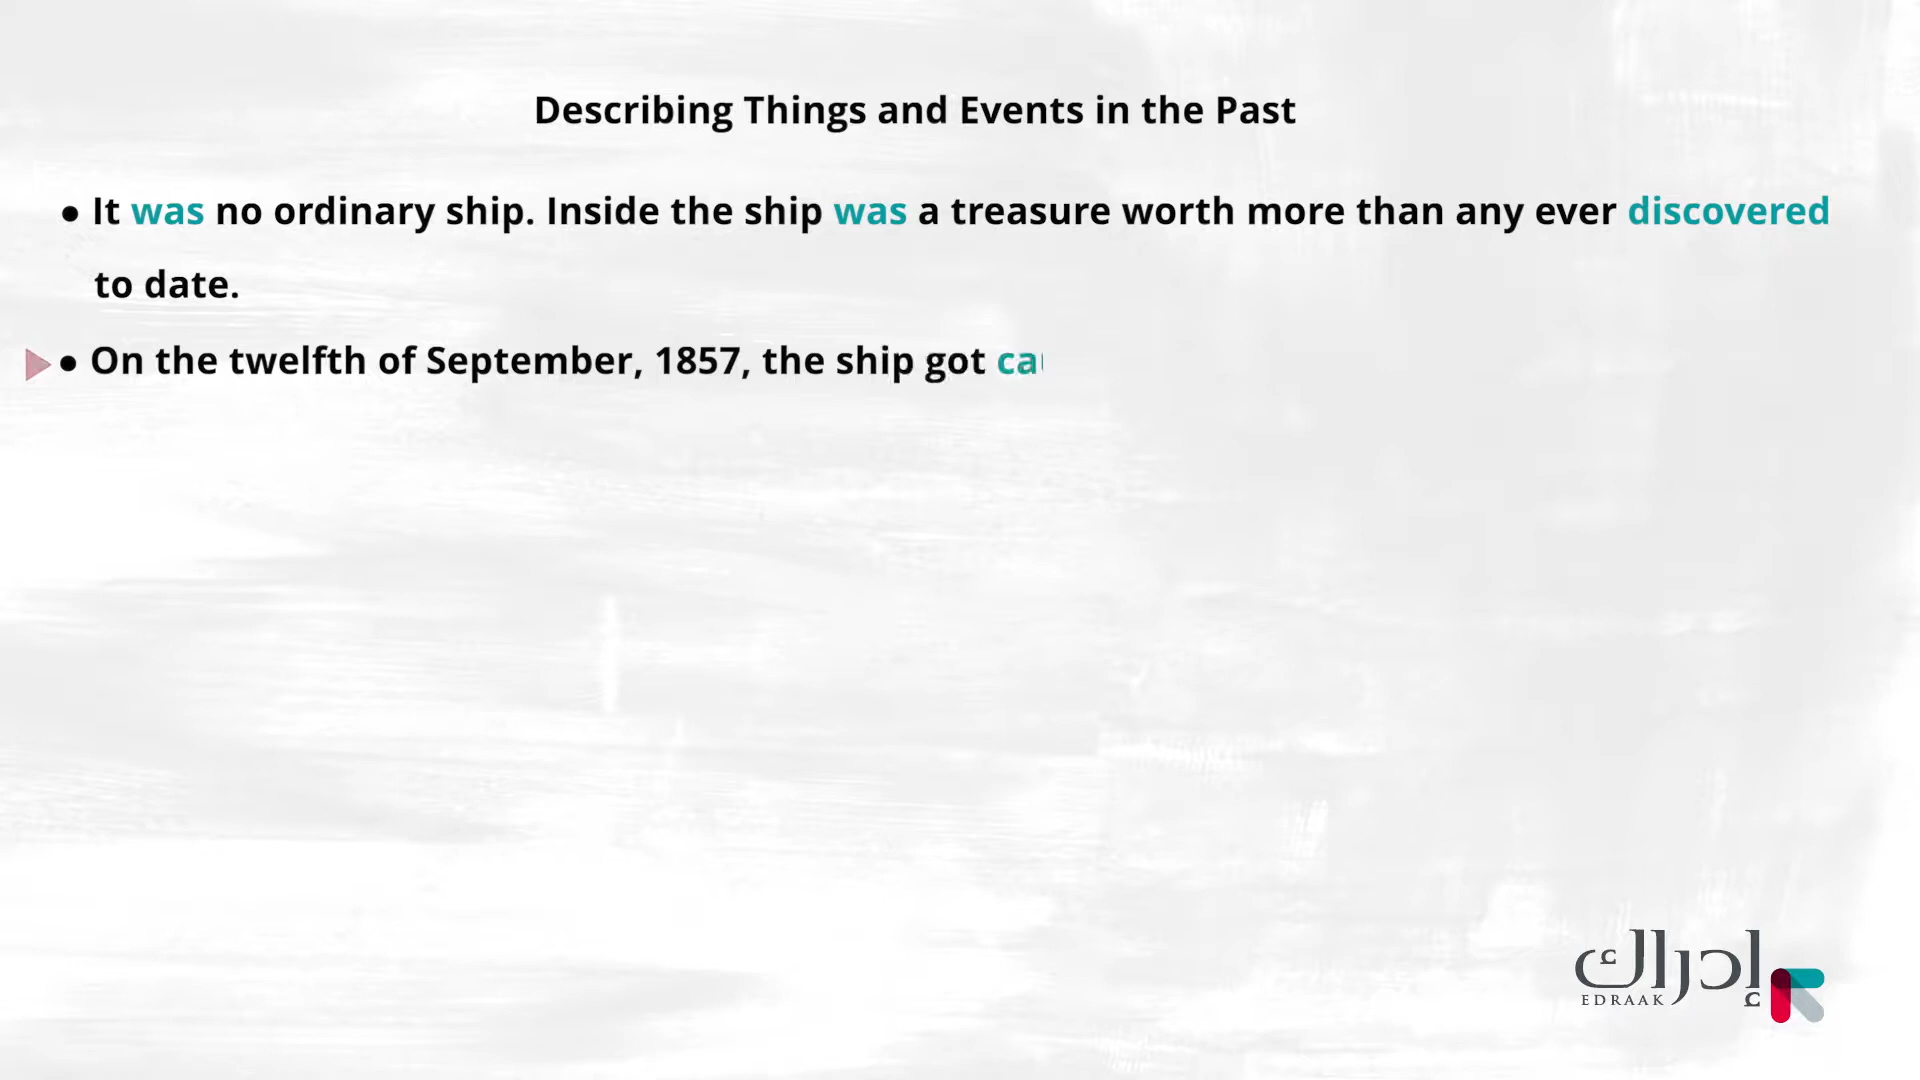 Describing Things and Events in the Past
• It was no ordinary ship. Inside the ship was a treasure worth more than any ever discovered
to date.
• On the twelfth of September, 1857, the ship got
إدراك
EDRAAK